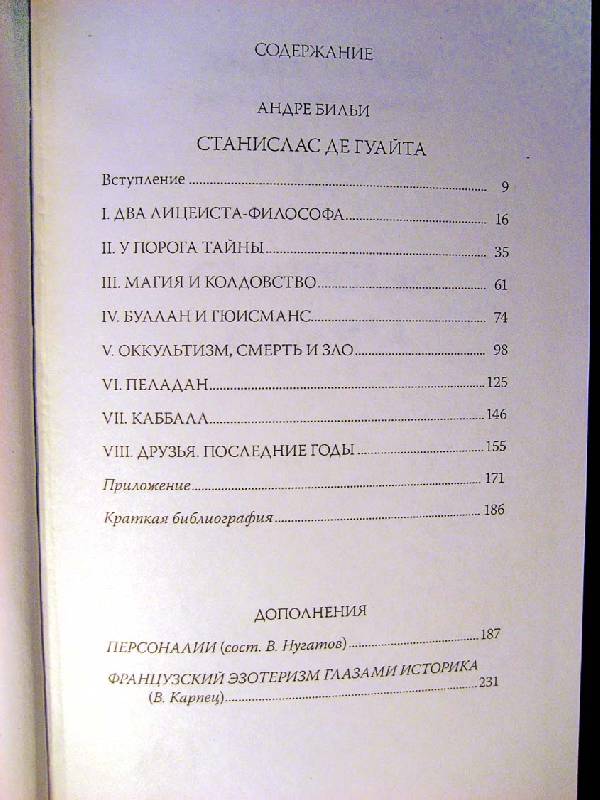 СОДЕРЖАНИЕ
АНДРЕ БИЛЬИ
СТАНИСЛАС ДЕ ГУАЙТА
Вступление 9
I. ДВА ЛИЦЕИСТА-ФИЛОСОФА 16
II. У ПОРОГА ТАЙНЫ 35
III. МАГИЯ И КОЛДОВСТВО 61
IV. БУЛЛАН И ГЮИСМАНС 74
V. ОККУЛЬТИЗМ, СМЕРТЬ И ЗЛО 98
VI. ПЕЛАДАН 125
VII. КАББАЛА 146
VIII. ДРУЗЬЯ. ПОСЛЕДНИЕ ГОДЫ 155
Приложение 171
Краткая библиография 186
ДОПОЛНЕНИЯ
ПЕРСОНАЛИИ (сост. В. Нугатов) 187
ФРАНЦУЗСКИЙ ЭЗОТЕРИЗМ ГЛАЗАМИ ИСТОРИКА
(В. Карпец) 231